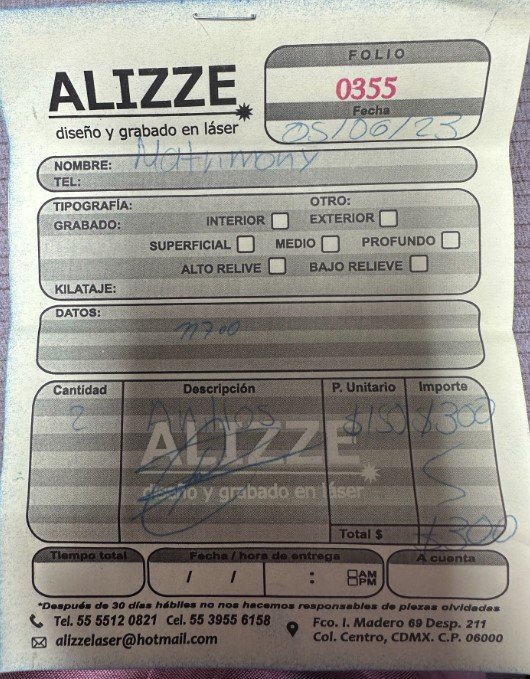 ALIZZE
diseño y grabado en láser
FOLIO
0355
Fecha
05/06/23
NOMBRE: Matrimony
TEL:
TIPOGRAFÍA: OTRO:
GRABADO: INTERIOR EXTERIOR
SUPERFICIAL MEDIO PROFUNDO
ALTO RELIVE BAJO RELIEVE
KILATAJE:
DATOS:
Cantidad Descripción P. Unitario Importe
2 Anillos $150 $300
ALIZZE
diseño y grabado en láser
Total $ $300
Tiempo total Fecha / hora de entrega A cuenta
/ / : AM
PM
*Después de 30 días hábiles no nos hacemos responsables de piezas olvidadas
Tel. 55 5512 0821 Cel. 55 3955 6158
alizzelaser@hotmail.com
Fco. I. Madero 69 Desp. 211
Col. Centro, CDMX. C.P. 06000